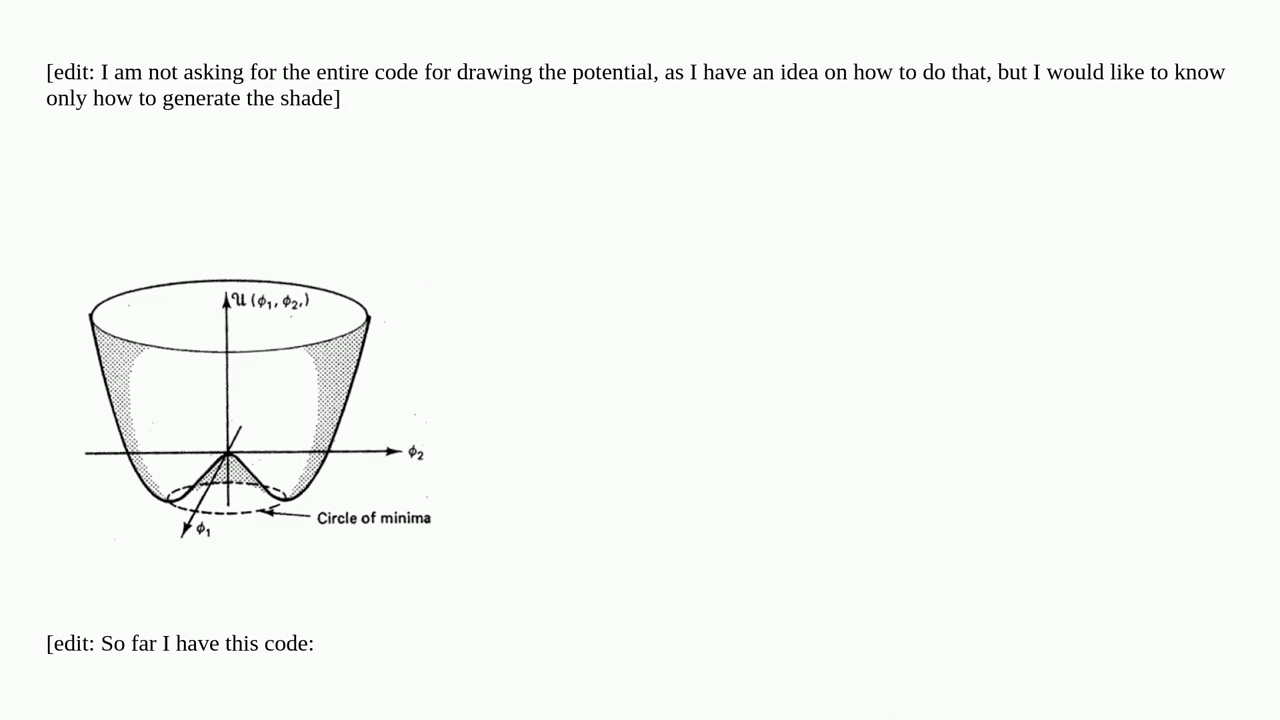 [edit: I am not asking for the entire code for drawing the potential, as I have an idea on how to do that, but I would like to know
only how to generate the shade]
𝔘 (ϕ₁, ϕ₂,)
ϕ₂
ϕ₁
Circle of minima
[edit: So far I have this code: